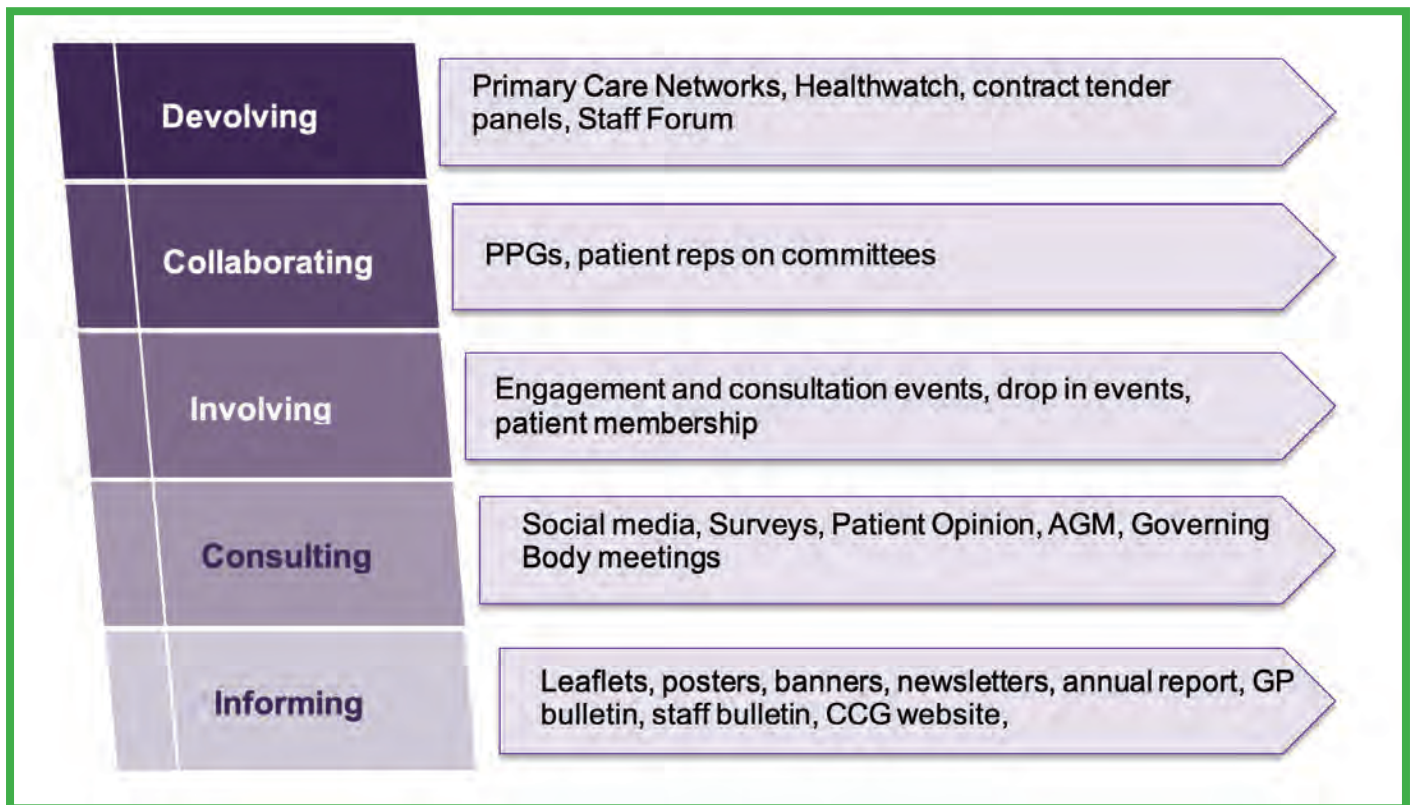 Devolving
Primary Care Networks, Healthwatch, contract tender
panels, Staff Forum
Collaborating
PPGs, patient reps on committees
Involving
Engagement and consultation events, drop in events,
patient membership
Consulting
Social media, Surveys, Patient Opinion, AGM, Governing
Body meetings
Informing
Leaflets, posters, banners, newsletters, annual report, GP
bulletin, staff bulletin, CCG website,